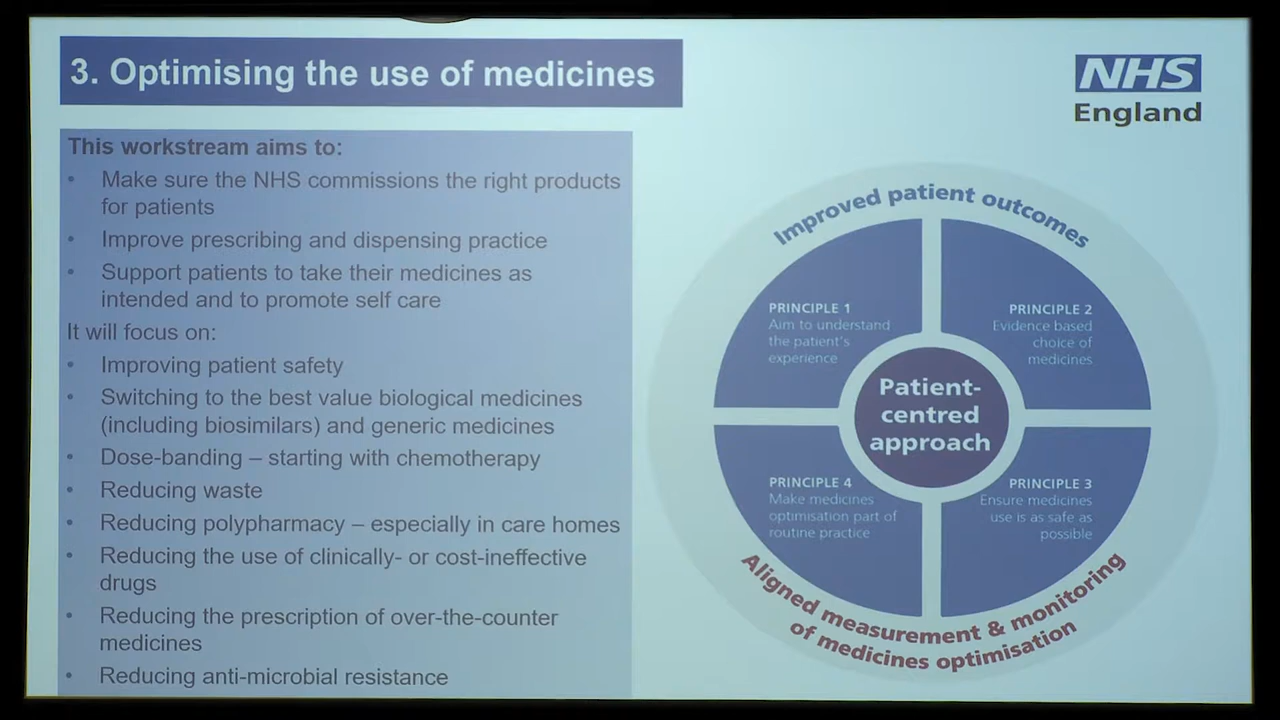 3. Optimising the use of medicines
NHS
England
This workstream aims to:
• Make sure the NHS commissions the right products
for patients
• Improve prescribing and dispensing practice
• Support patients to take their medicines as
intended and to promote self care
It will focus on:
• Improving patient safety
• Switching to the best value biological medicines
(including biosimilars) and generic medicines
• Dose-banding – starting with chemotherapy
• Reducing waste
• Reducing polypharmacy – especially in care homes
• Reducing the use of clinically- or cost-ineffective
drugs
• Reducing the prescription of over-the-counter
medicines
• Reducing anti-microbial resistance
Improved patient outcomes
PRINCIPLE 1
Aim to understand
the patient's
experience
PRINCIPLE 2
Evidence based
choice of
medicines
Patient-
centred
approach
PRINCIPLE 4
Make medicines
optimisation part of
routine practice
PRINCIPLE 3
Ensure medicines
use is as safe as
possible
Aligned measurement & monitoring
of medicines optimisation